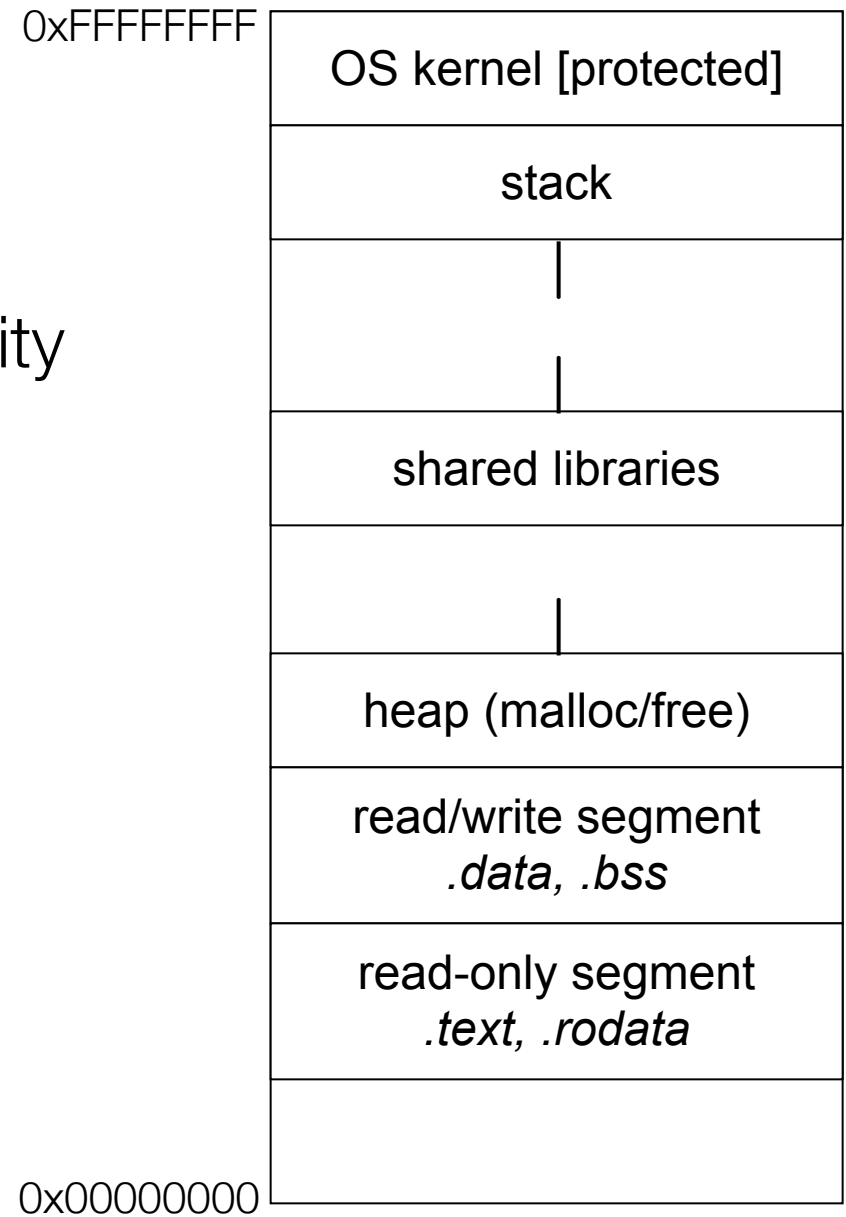 0xFFFFFFFF
OS kernel [protected]
stack
ity
shared libraries
heap (malloc/free)
read/write segment
.data, .bss
read-only segment
.text, .rodata
0x00000000